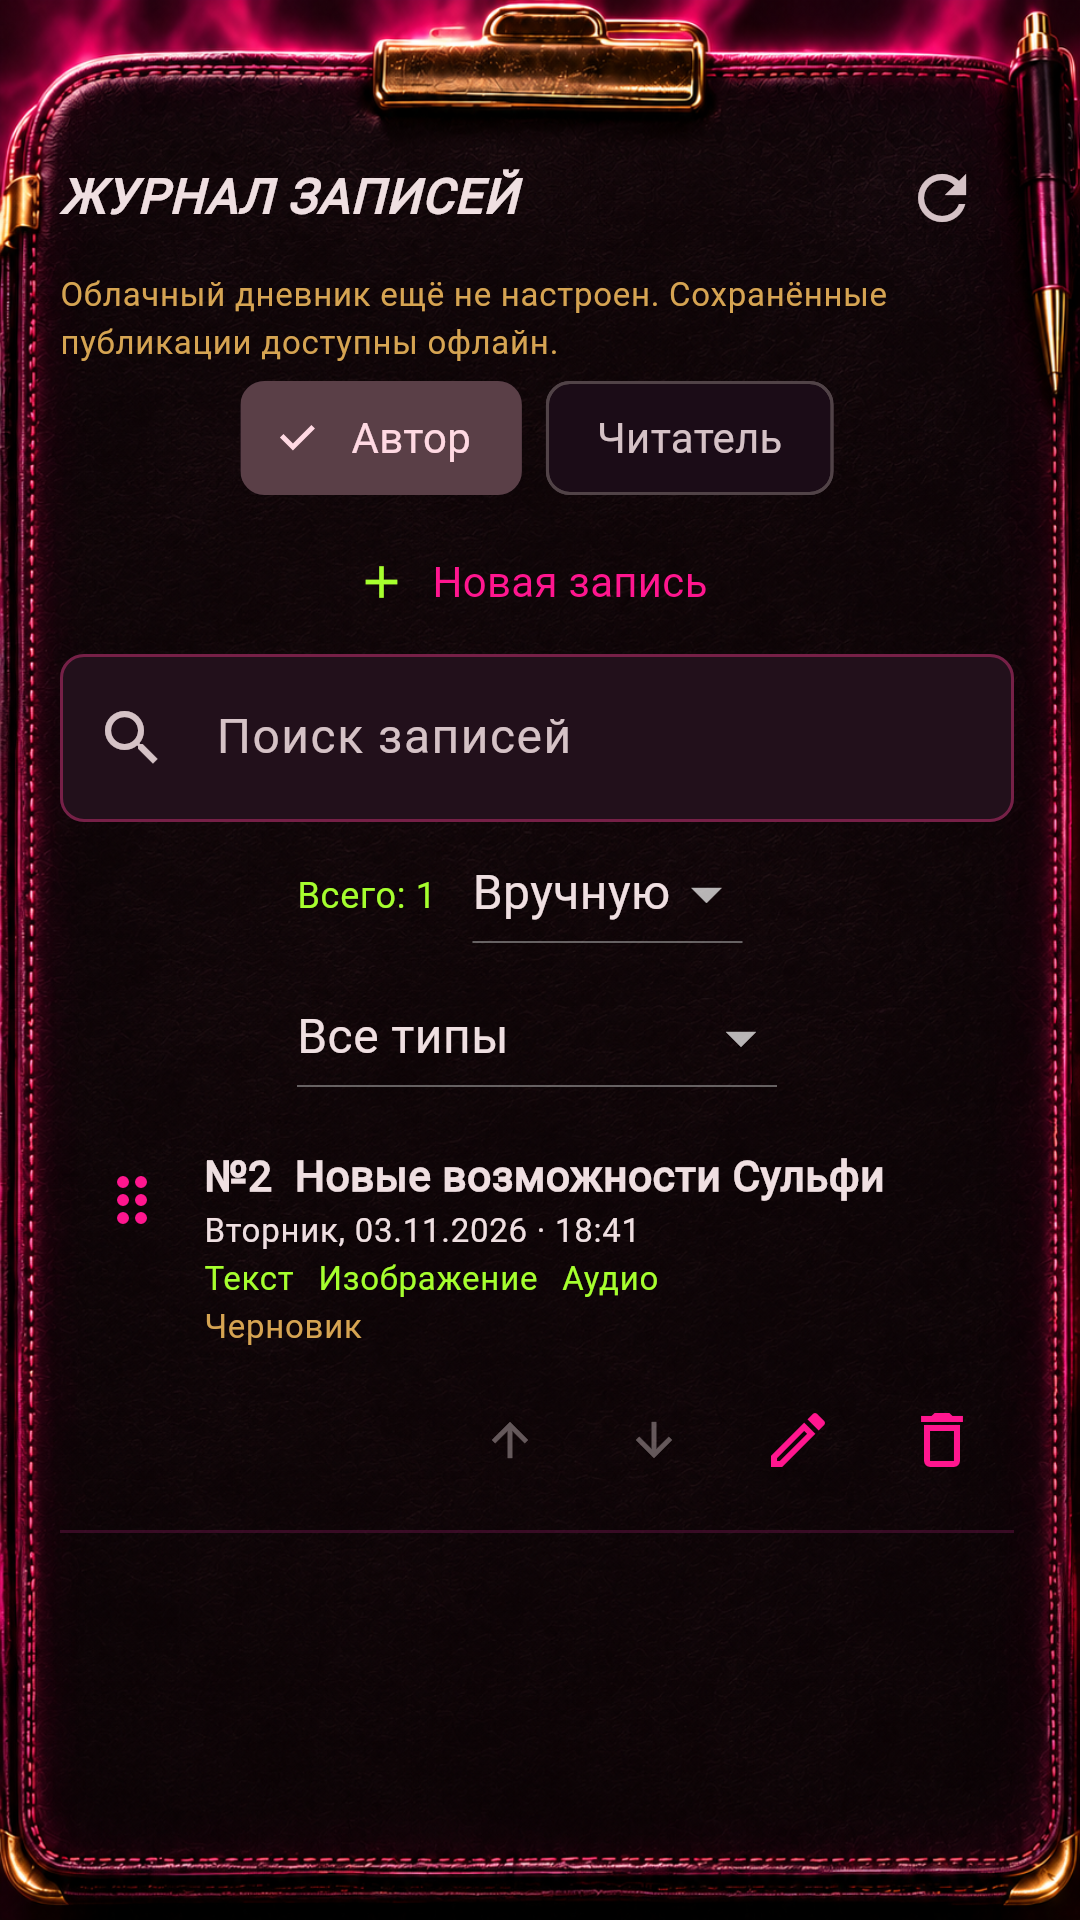 ЖУРНАЛ ЗАПИСЕЙ
Облачный дневник ещё не настроен. Сохранённые
публикации доступны офлайн.
Автор
Читатель
Новая запись
Поиск записей
Всего: 1
Вручную
Все типы
№2 Новые возможности Сульфи
Вторник, 03.11.2026 · 18:41
Текст Изображение Аудио
Черновик